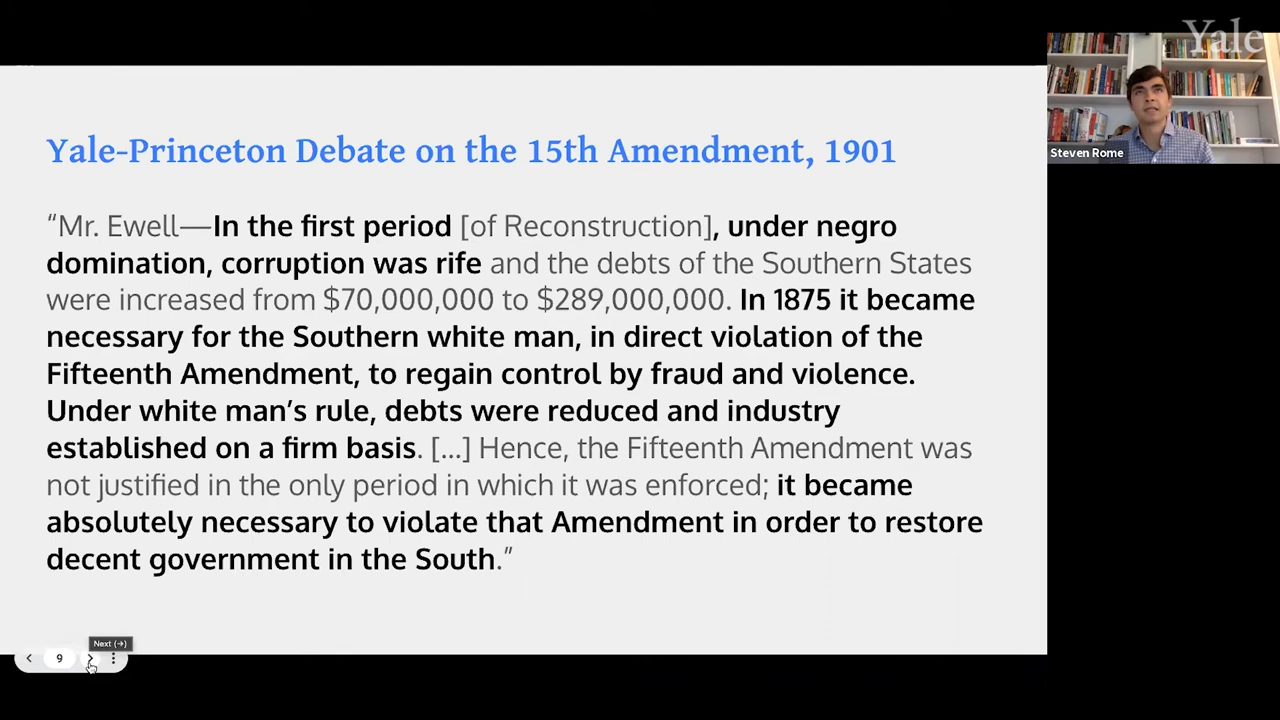 Yale
Steven Rome
Yale-Princeton Debate on the 15th Amendment, 1901
“Mr. Ewell—In the first period [of Reconstruction], under negro
domination, corruption was rife and the debts of the Southern States
were increased from $70,000,000 to $289,000,000. In 1875 it became
necessary for the Southern white man, in direct violation of the
Fifteenth Amendment, to regain control by fraud and violence.
Under white man’s rule, debts were reduced and industry
established on a firm basis. [...] Hence, the Fifteenth Amendment was
not justified in the only period in which it was enforced; it became
absolutely necessary to violate that Amendment in order to restore
decent government in the South.”
Next (→)
9